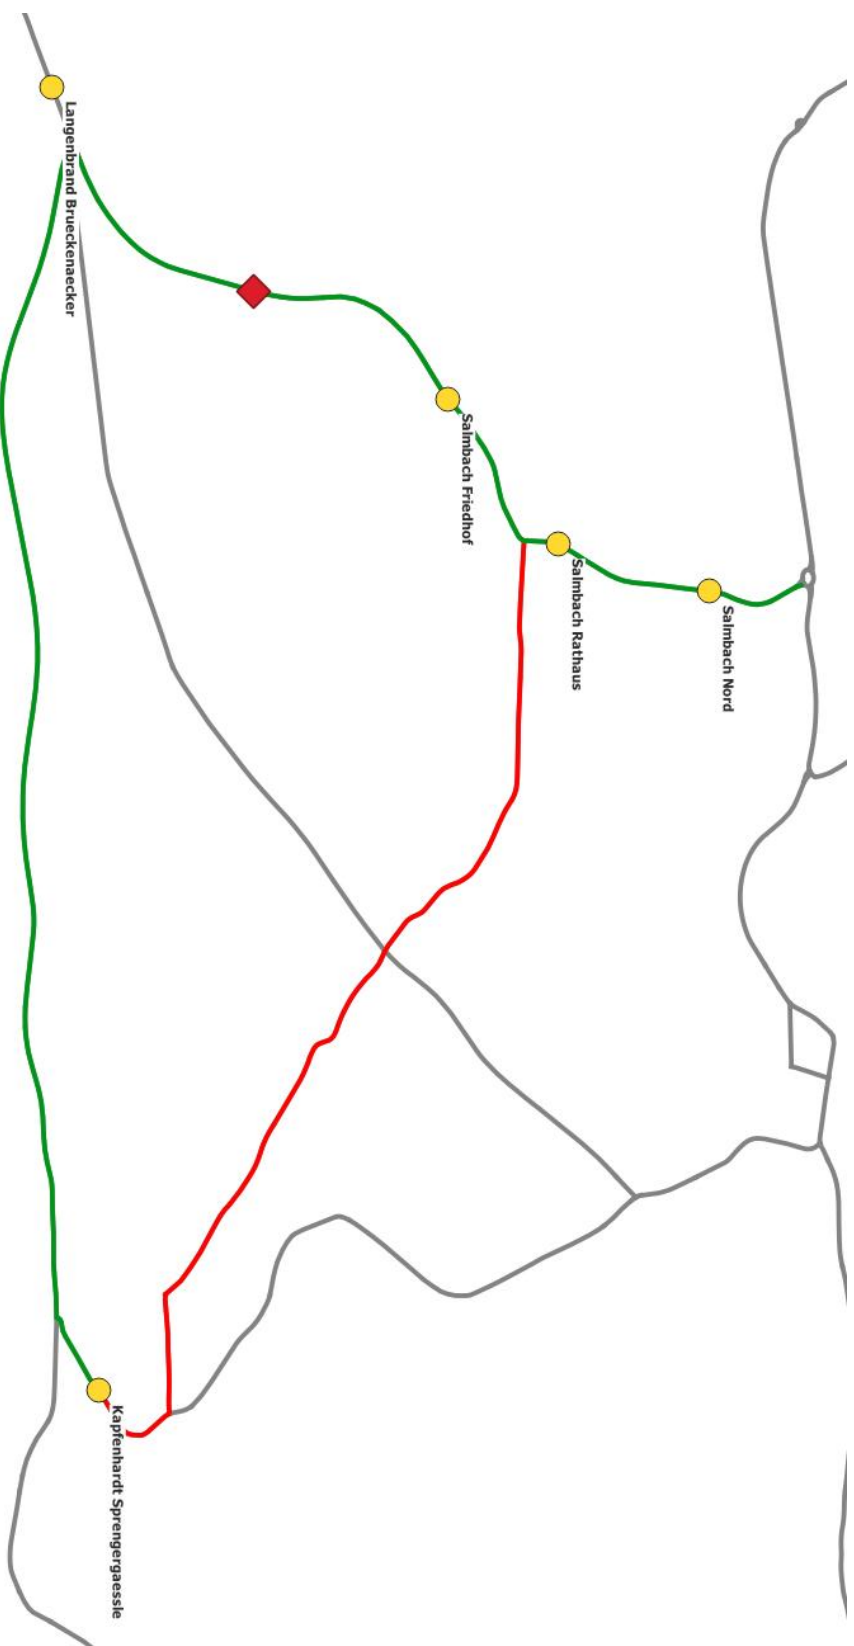 Langenbrand Brueckenaecker
Salmbach Friedhof
Salmbach Rathaus
Salmbach Nord
Kapfenhardt Sprengergaessle